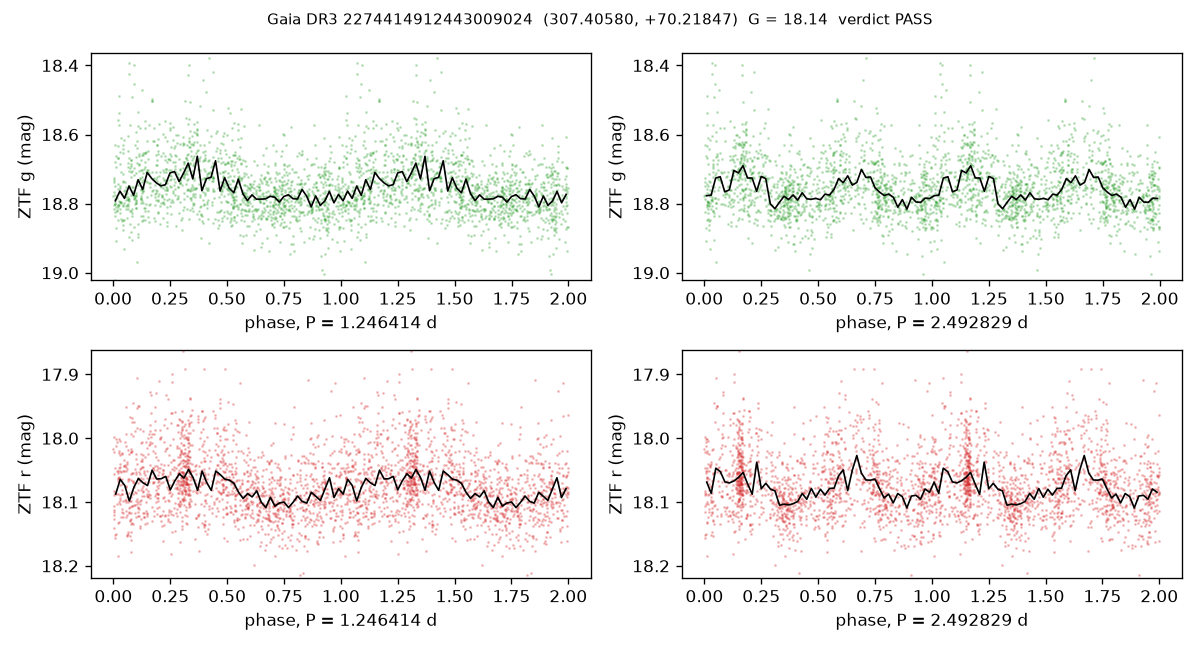 Gaia DR3 2274414912443009024 (307.40580, +70.21847) G = 18.14 verdict PASS
ZTF g (mag)
18.4
18.6
18.8
19.0
0.00 0.25 0.50 0.75 1.00 1.25 1.50 1.75 2.00
phase, P = 1.246414 d
ZTF g (mag)
18.4
18.6
18.8
19.0
0.00 0.25 0.50 0.75 1.00 1.25 1.50 1.75 2.00
phase, P = 2.492829 d
ZTF r (mag)
17.9
18.0
18.1
18.2
0.00 0.25 0.50 0.75 1.00 1.25 1.50 1.75 2.00
phase, P = 1.246414 d
ZTF r (mag)
17.9
18.0
18.1
18.2
0.00 0.25 0.50 0.75 1.00 1.25 1.50 1.75 2.00
phase, P = 2.492829 d